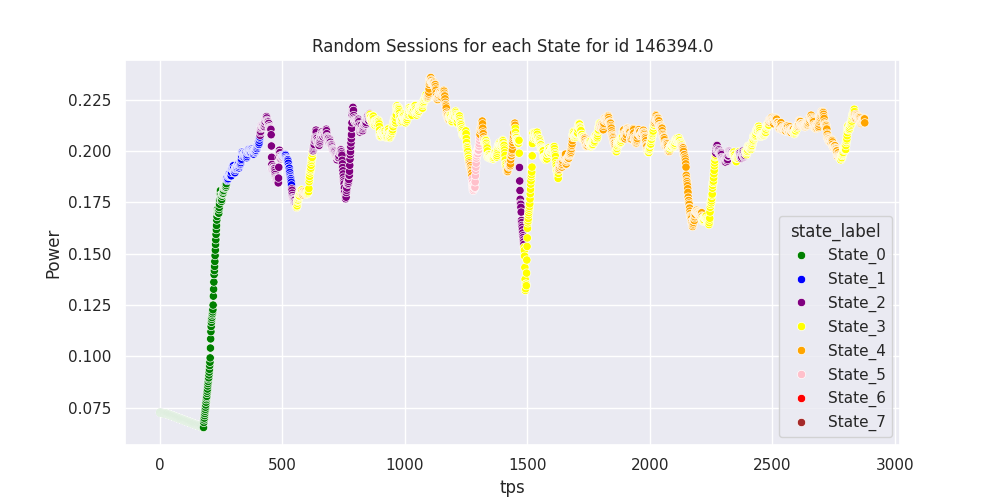 Random Sessions for each State for id 146394.0
Power
0.225
0.200
0.175
0.150
0.125
0.100
0.075
state_label
State_0
State_1
State_2
State_3
State_4
State_5
State_6
State_7
0 500 1000 1500 2000 2500 3000
tps